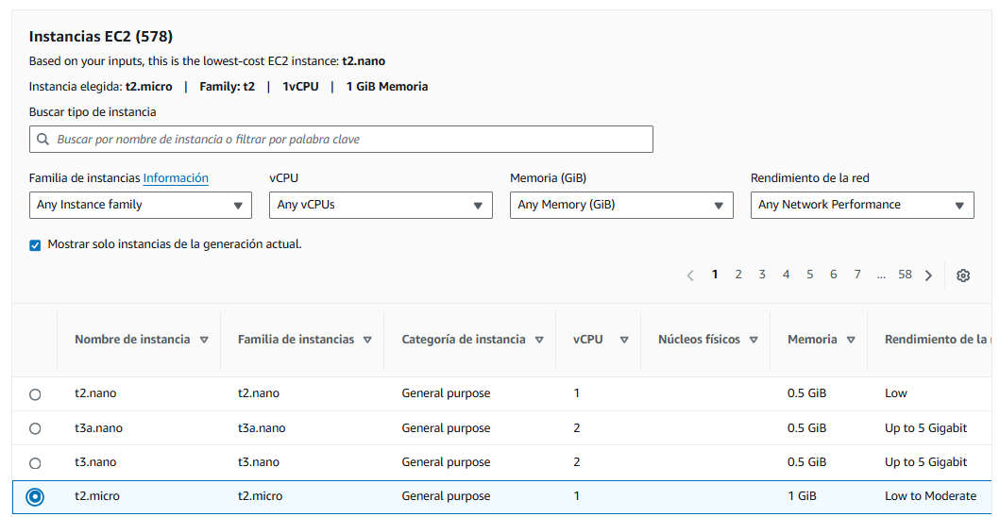 Instancias EC2 (578)
Based on your inputs, this is the lowest-cost EC2 instance: t2.nano
Instancia elegida: t2.micro | Family: t2 | 1vCPU | 1 GiB Memoria
Buscar tipo de instancia
Buscar por nombre de instancia o filtrar por palabra clave
Familia de instancias Información vCPU Memoria (GiB) Rendimiento de la red
Any Instance family Any vCPUs Any Memory (GiB) Any Network Performance
Mostrar solo instancias de la generación actual.
1 2 3 4 5 6 7 ... 58
Nombre de instancia Familia de instancias Categoría de instancia vCPU Núcleos físicos Memoria Rendimiento de la
t2.nano t2.nano General purpose 1 0.5 GiB Low
t3a.nano t3a.nano General purpose 2 0.5 GiB Up to 5 Gigabit
t3.nano t3.nano General purpose 2 0.5 GiB Up to 5 Gigabit
t2.micro t2.micro General purpose 1 1 GiB Low to Moderate